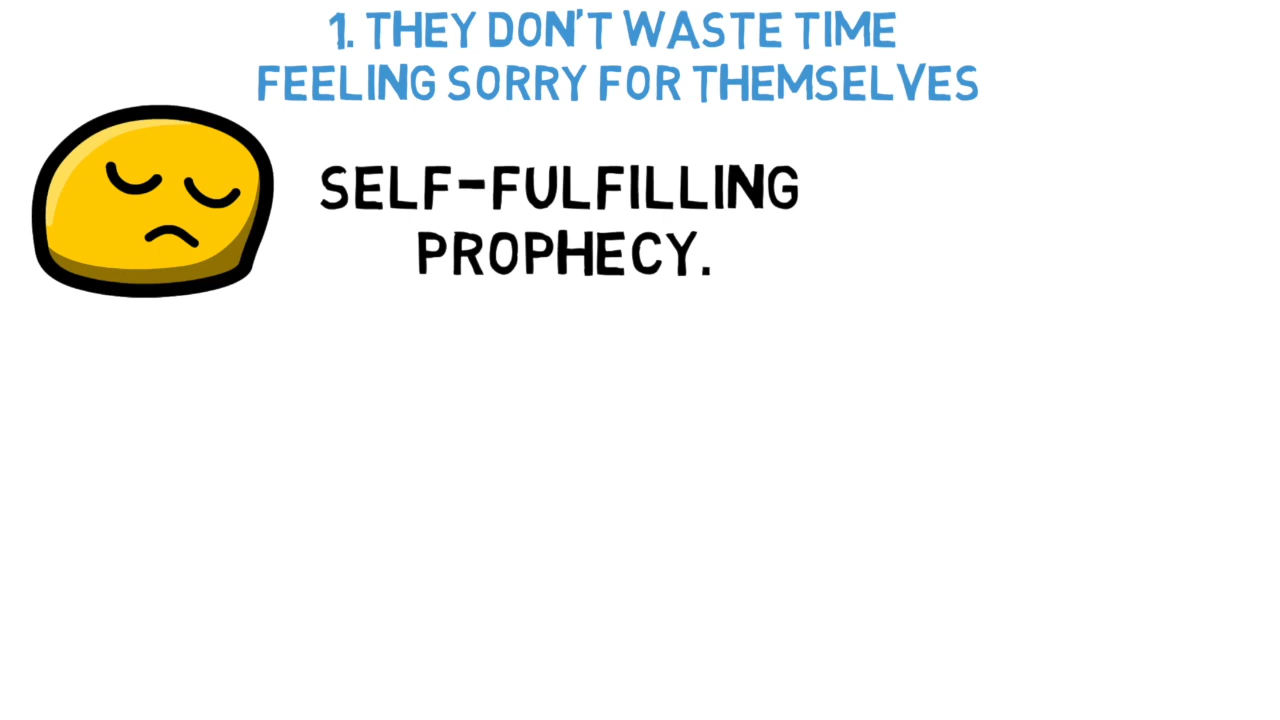 1. THEY DON'T WASTE TIME
FEELING SORRY FOR THEMSELVES
SELF-FULFILLING
PROPHECY.